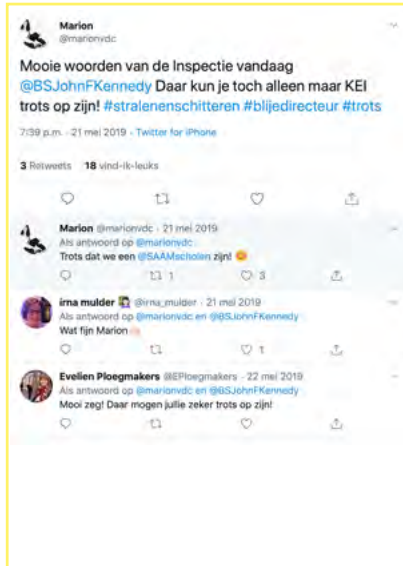 Marion
@marionvdc
Mooie woorden van de Inspectie vandaag
@BSJohnFKennedy Daar kun je toch alleen maar KEI
trots op zijn! #stralenenschitteren #blijedirecteur #trots
7:39 p.m. · 21 mei 2019 · Twitter for iPhone
3 Retweets 18 vind-ik-leuks
Marion @marionvdc · 21 mei 2019
Als antwoord op @marionvdc
Trots dat we een @SAAMscholen zijn!
1 3
irna mulder @irna_mulder · 21 mei 2019
Als antwoord op @marionvdc en @BSJohnFKennedy
Wat fijn Marion
1
Evelien Ploegmakers @EPloegmakers · 22 mei 2019
Als antwoord op @marionvdc en @BSJohnFKennedy
Mooi zeg! Daar mogen jullie zeker trots op zijn!